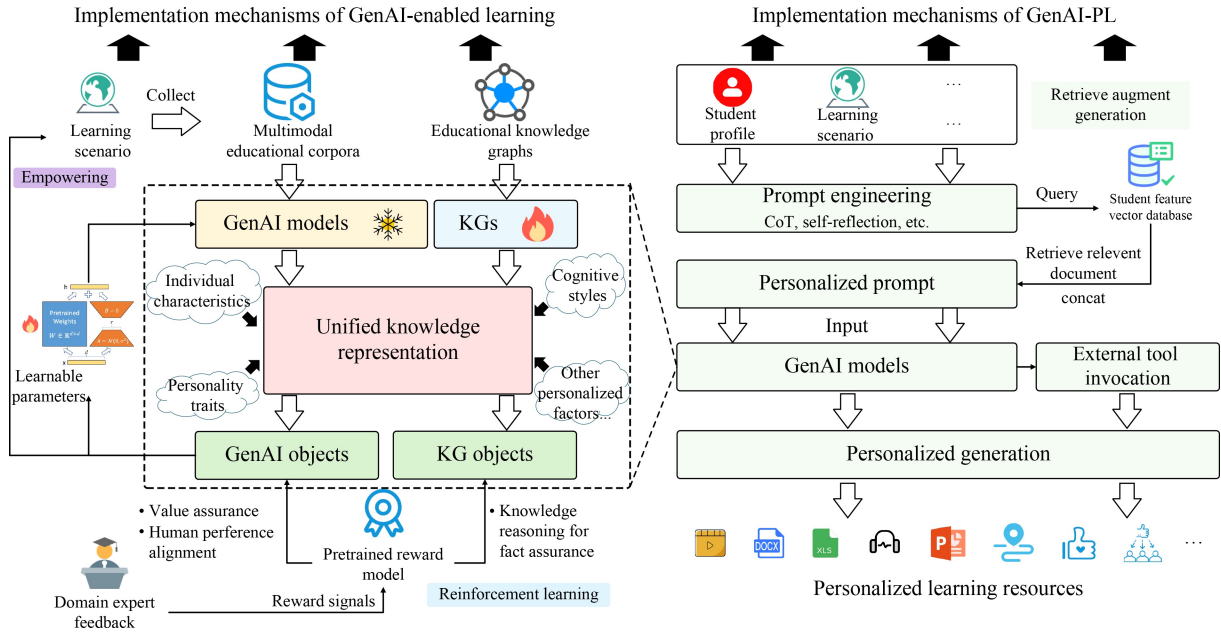 Implementation mechanisms of GenAI-enabled learning
Learning
scenario
Collect
Multimodal
educational corpora
Educational knowledge
graphs
Empowering
GenAI models
KGs
Individual
characteristics
Cognitive
styles
Unified knowledge
representation
Personality
traits
Other
personalized
factors...
h
Pretrained
Weights
r
d
x
Learnable
parameters
GenAI objects
KG objects
• Value assurance
• Human perference
alignment
Pretrained reward
model
• Knowledge
reasoning for
fact assurance
Domain expert
feedback
Reward signals
Reinforcement learning
Implementation mechanisms of GenAI-PL
Student
profile
Learning
scenario
...
...
Retrieve augment
generation
Prompt engineering
CoT, self-reflection, etc.
Query
Student feature
vector database
Retrieve relevent
document
concat
Personalized prompt
Input
GenAI models
External tool
invocation
Personalized generation
DOCX
XLS
P
...
Personalized learning resources